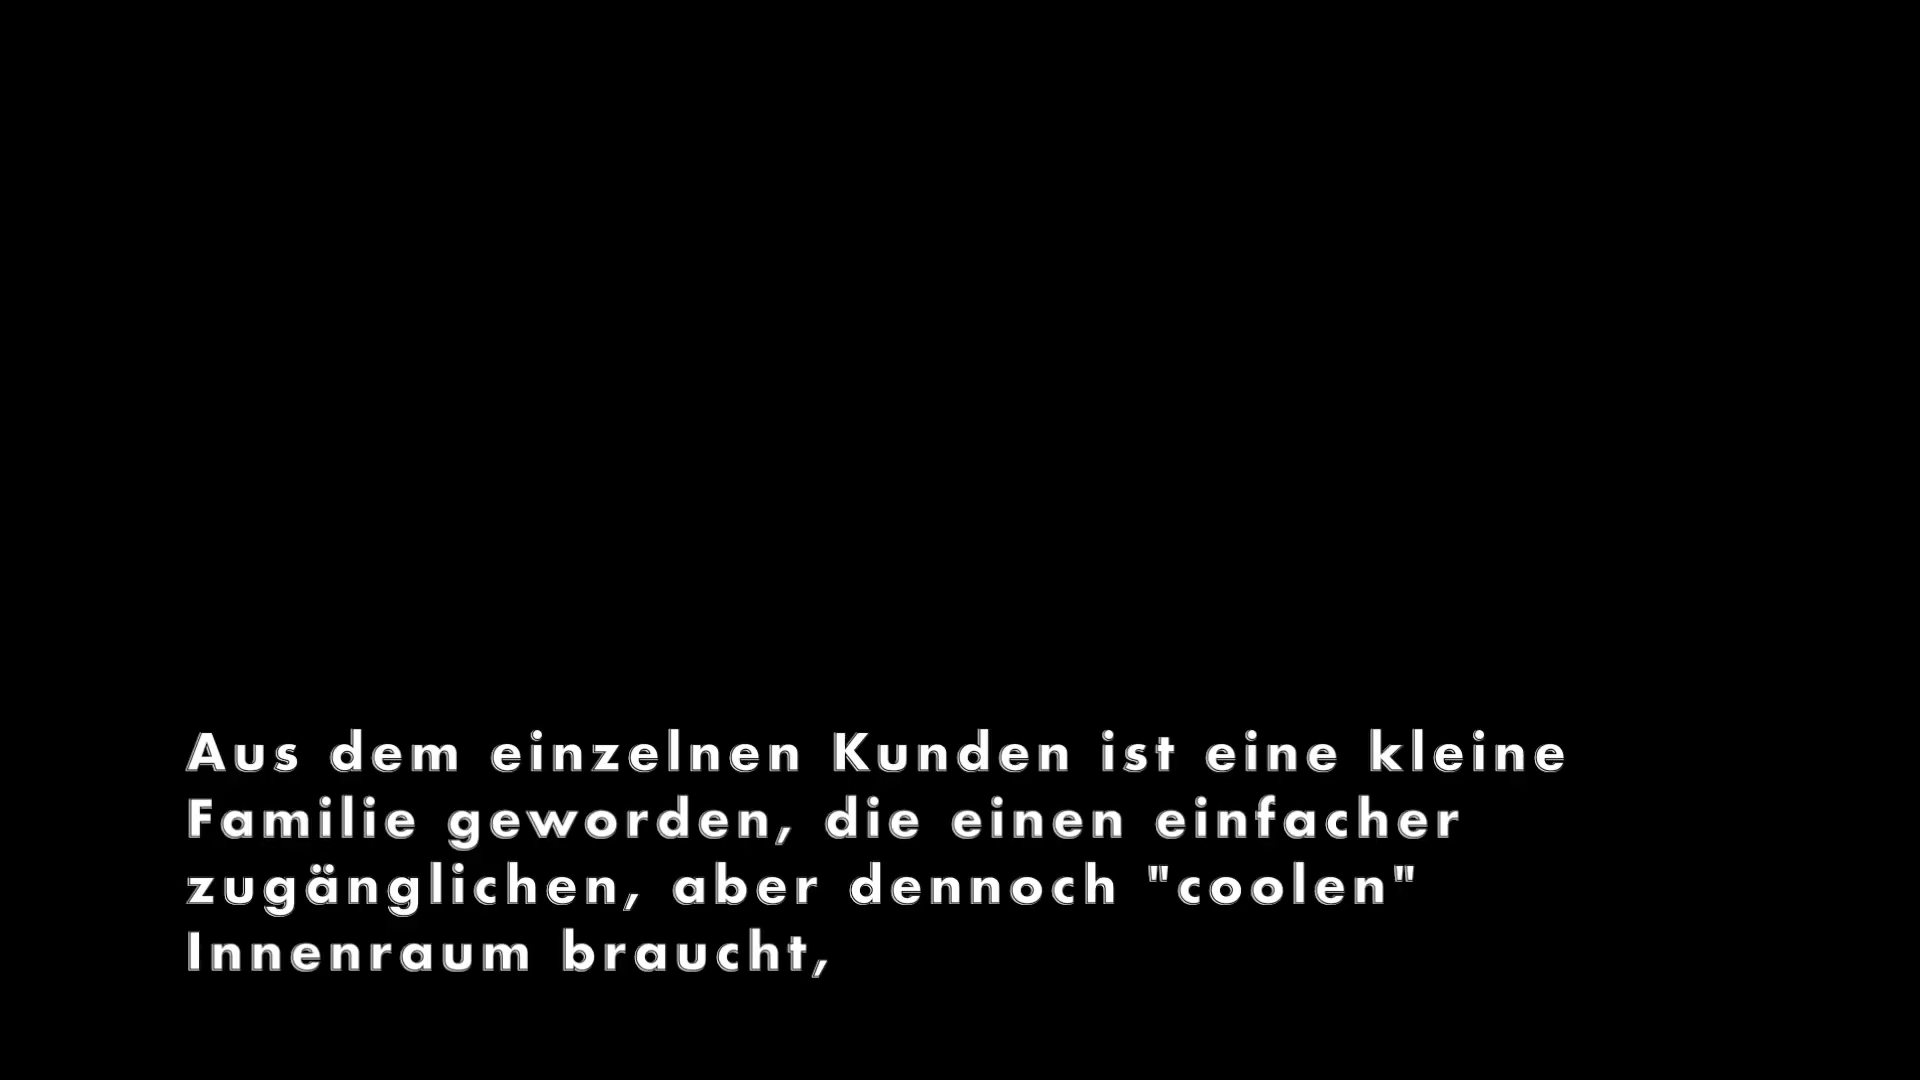 Aus dem einzelnen Kunden ist eine kleine
Familie geworden, die einen einfacher
zugänglichen, aber dennoch "coolen"
Innenraum braucht,